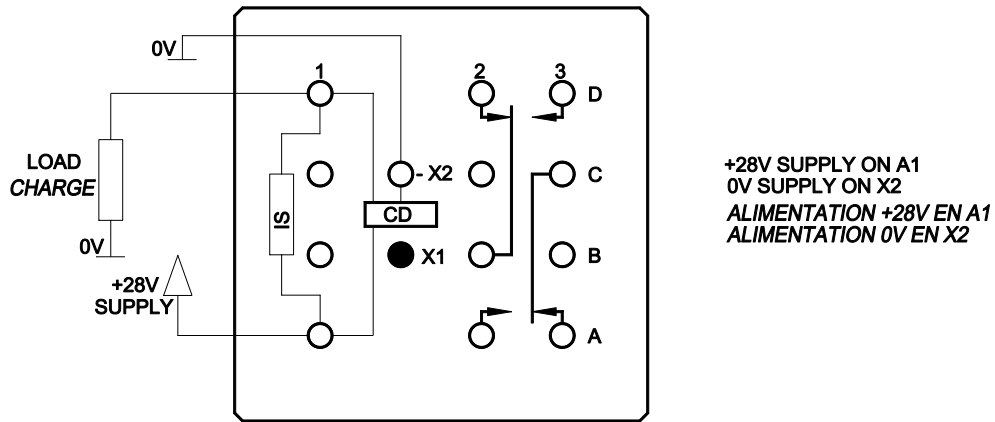 0V
1
2
3
D
LOAD
CHARGE
- X2
C
CD
SI
0V
X1
B
+28V
SUPPLY
A
+28V SUPPLY ON A1
0V SUPPLY ON X2
ALIMENTATION +28V EN A1
ALIMENTATION 0V EN X2